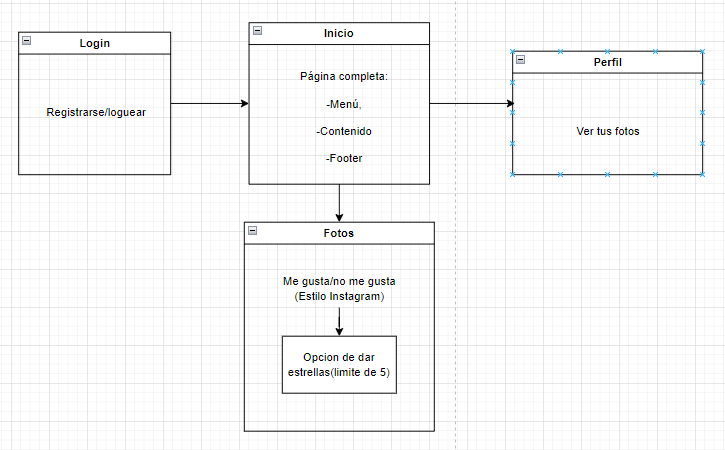 Login
Registrarse/loguear
Inicio
Página completa:
-Menú,
-Contenido
-Footer
Perfil
Ver tus fotos
Fotos
Me gusta/no me gusta
(Estilo Instagram)
Opcion de dar
estrellas(limite de 5)